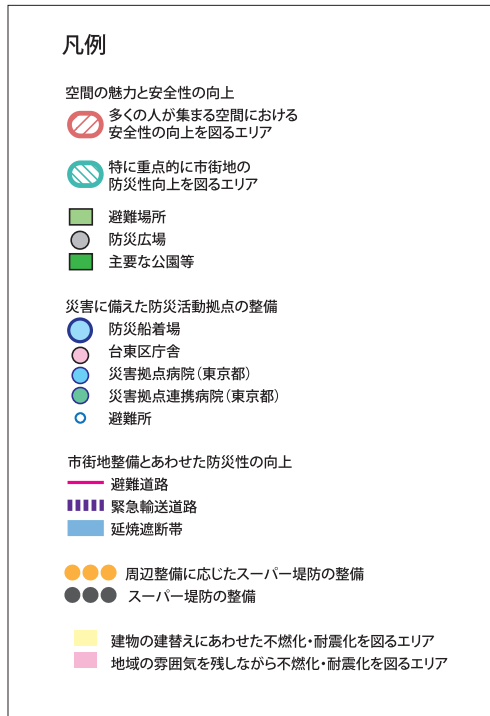 凡例
空間の魅力と安全性の向上
多くの人が集まる空間における
安全性の向上を図るエリア
特に重点的に市街地の
防災性向上を図るエリア
避難場所
防災広場
主要な公園等
災害に備えた防災活動拠点の整備
防災船着場
台東区庁舎
災害拠点病院(東京都)
災害拠点連携病院(東京都)
避難所
市街地整備とあわせた防災性の向上
避難道路
緊急輸送道路
延焼遮断帯
周辺整備に応じたスーパー堤防の整備
スーパー堤防の整備
建物の建替えにあわせた不燃化・耐震化を図るエリア
地域の雰囲気を残しながら不燃化・耐震化を図るエリア